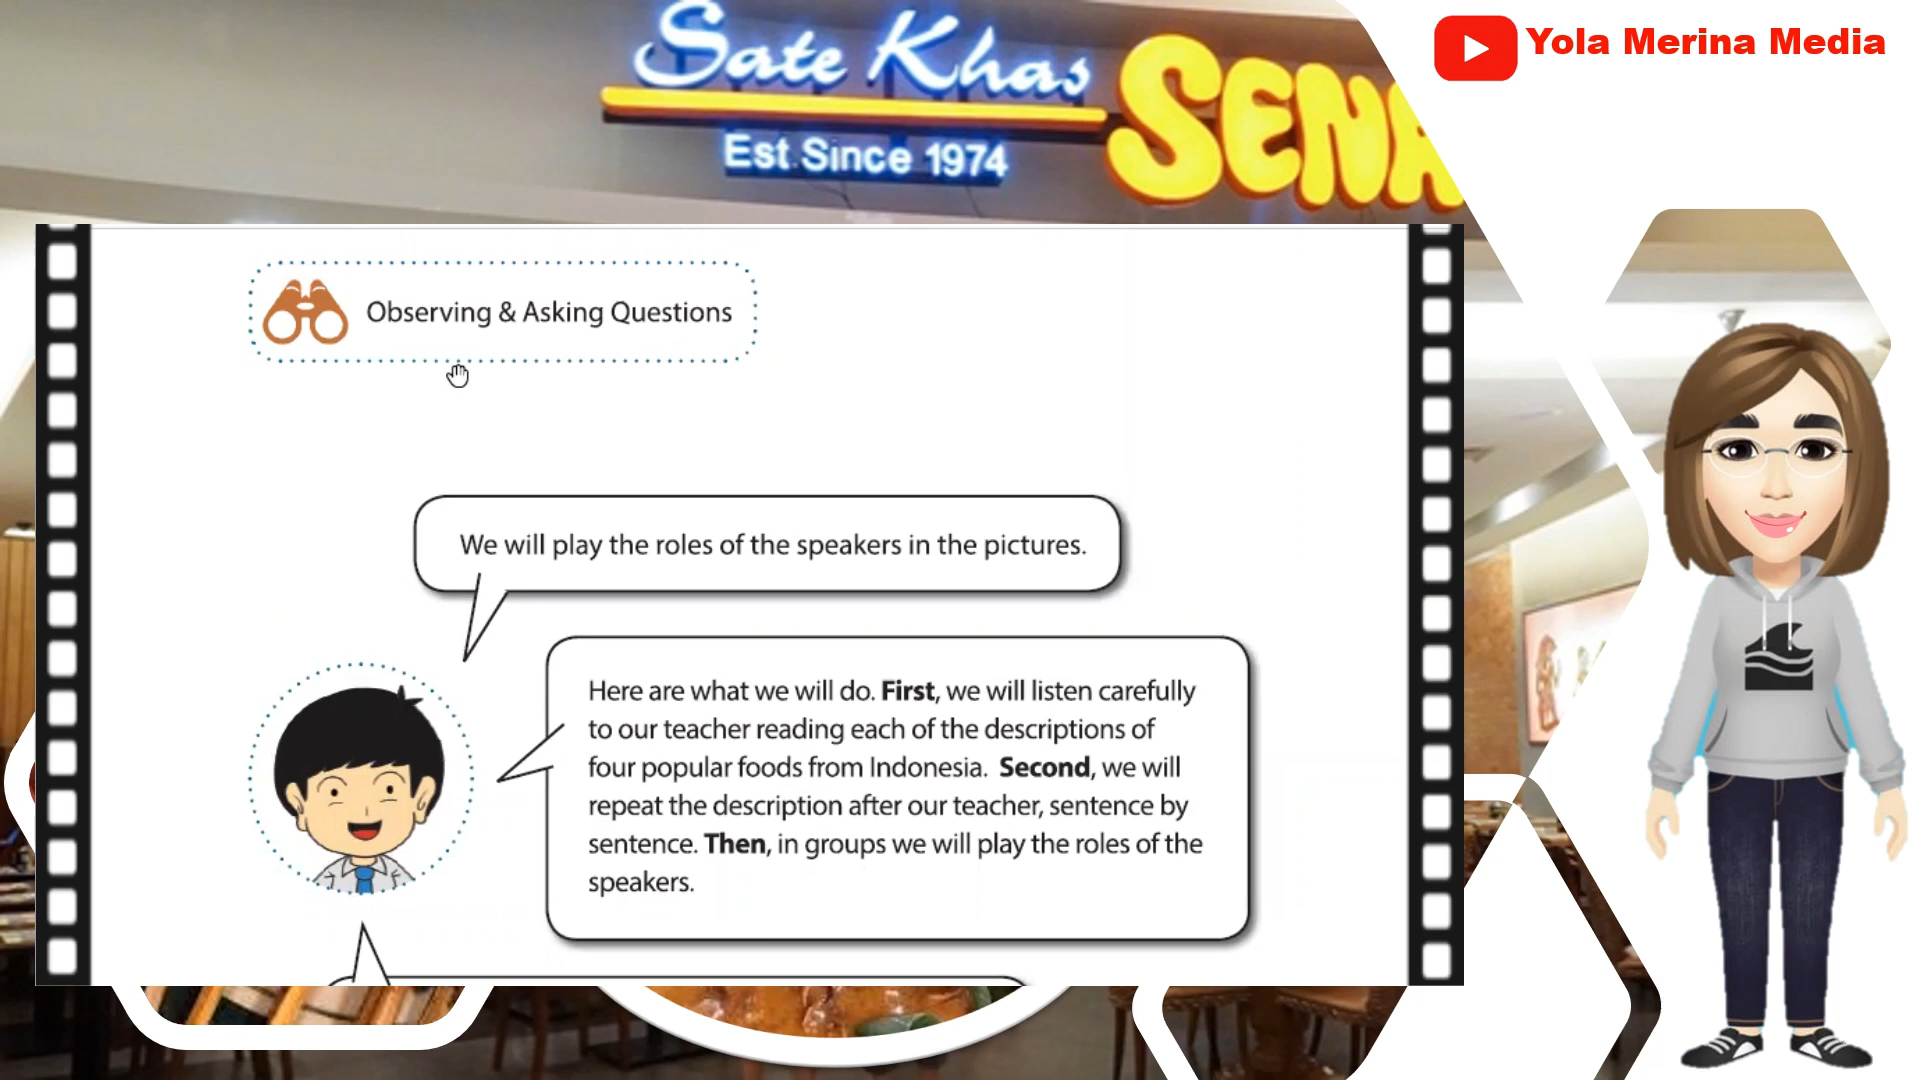 Sate Khas
SENA
Est Since 1974
Yola Merina Media
Observing & Asking Questions
We will play the roles of the speakers in the pictures.
Here are what we will do. First, we will listen carefully
to our teacher reading each of the descriptions of
four popular foods from Indonesia. Second, we will
repeat the description after our teacher, sentence by
sentence. Then, in groups we will play the roles of the
speakers.